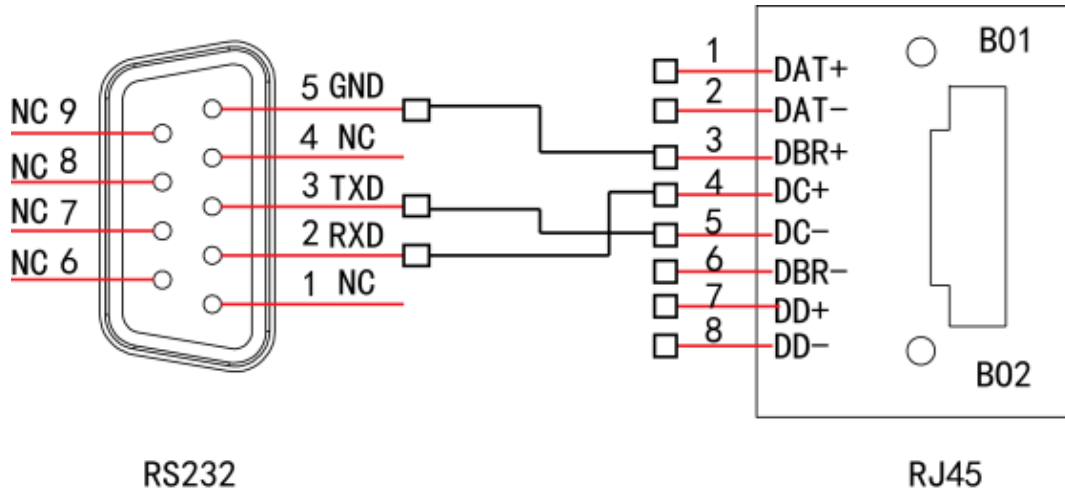 NC 9
NC 8
NC 7
NC 6
5 GND
4 NC
3 TXD
2 RXD
1 NC
RS232
1 DAT+
2 DAT-
3 DBR+
4 DC+
5 DC-
6 DBR-
7 DD+
8 DD-
B01
B02
RJ45